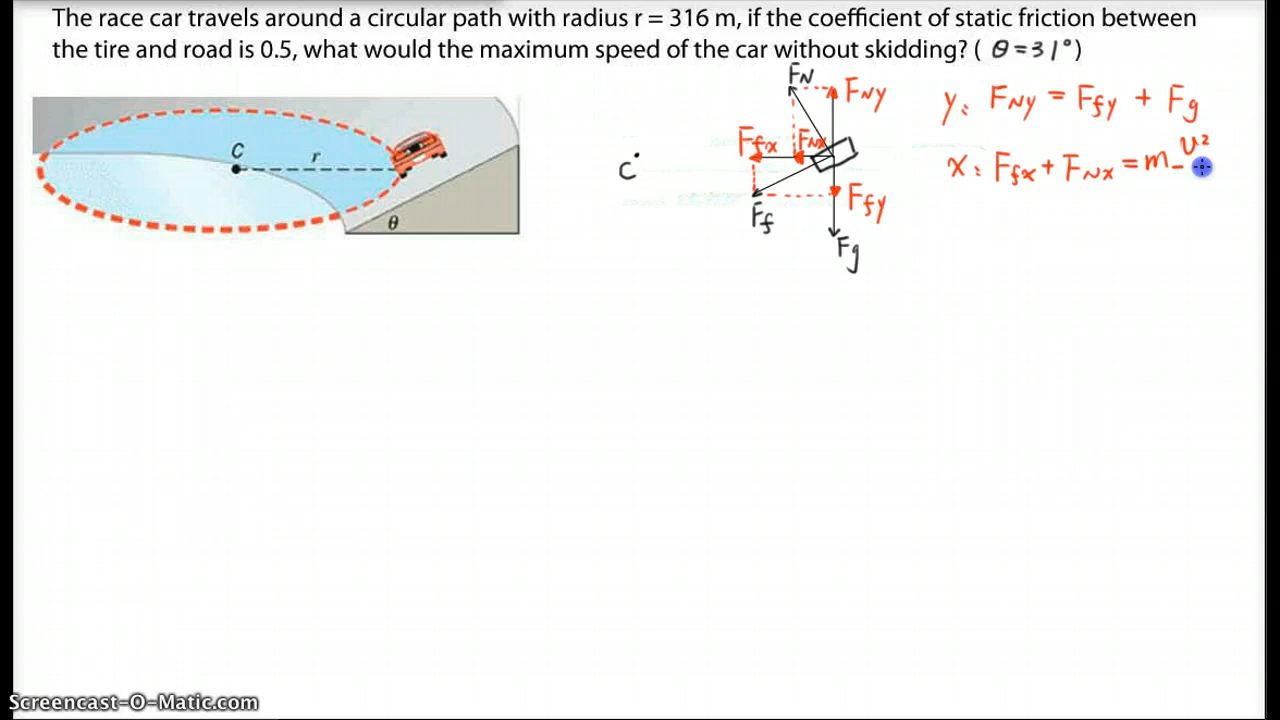 The race car travels around a circular path with radius r = 316 m, if the coefficient of static friction between
the tire and road is 0.5, what would the maximum speed of the car without skidding? ( θ = 31° )
FN
FNy
y: FNy = Ffy + Fg
Ffx
FNx
x: Ffx + FNx = m v²
C
r
C
Ffy
Ff
θ
Fg
Screencast-O-Matic.com